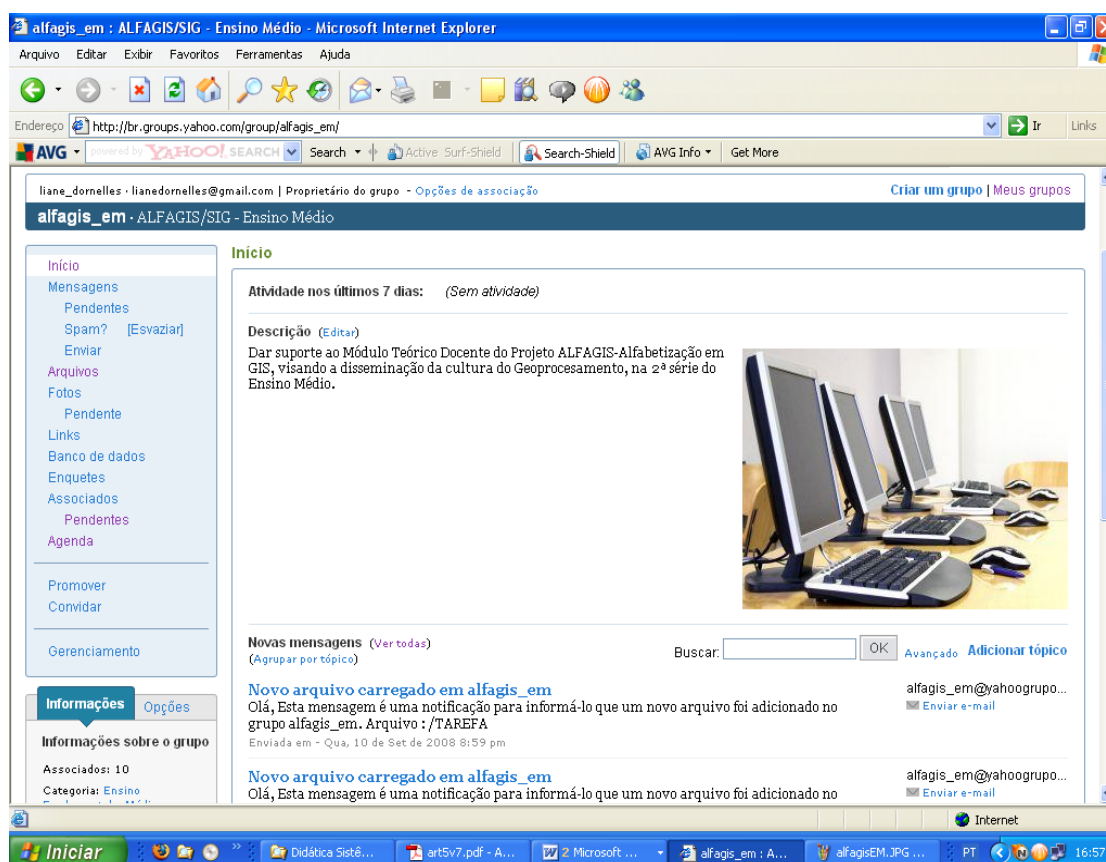 alfagis_em : ALFAGIS/SIG - Ensino Médio - Microsoft Internet Explorer
Arquivo Editar Exibir Favoritos Ferramentas Ajuda
Endereço http://br.groups.yahoo.com/group/alfagis_em/ Ir Links
AVG powered by YAHOO! SEARCH Search Active Surf-Shield Search-Shield AVG Info Get More
liane_dornelles · lianedornelles@gmail.com | Proprietário do grupo - Opções de associação Criar um grupo | Meus grupos
alfagis_em · ALFAGIS/SIG - Ensino Médio
Início
Mensagens
Pendentes
Spam? [Esvaziar]
Enviar
Arquivos
Fotos
Pendente
Links
Banco de dados
Enquetes
Associados
Pendentes
Agenda
Promover
Convidar
Gerenciamento
Informações Opções
Informações sobre o grupo
Associados: 10
Categoria: Ensino
Início
Atividade nos últimos 7 dias: (Sem atividade)
Descrição (Editar)
Dar suporte ao Módulo Teórico Docente do Projeto ALFAGIS-Alfabetização em
GIS, visando a disseminação da cultura do Geoprocesamento, na 2ª série do
Ensino Médio.
Novas mensagens (Ver todas)
(Agrupar por tópico)
Buscar: OK Avançado Adicionar tópico
Novo arquivo carregado em alfagis_em
Olá, Esta mensagem é uma notificação para informá-lo que um novo arquivo foi adicionado no
grupo alfagis_em. Arquivo : /TAREFA
Enviada em - Qua, 10 de Set de 2008 8:59 pm
alfagis_em@yahoogrupo...
Enviar e-mail
Novo arquivo carregado em alfagis_em
Olá, Esta mensagem é uma notificação para informá-lo que um novo arquivo foi adicionado no
alfagis_em@yahoogrupo...
Enviar e-mail
Internet
Iniciar Didática Sistê... art5v7.pdf - A... 2 Microsoft ... alfagis_em : A... alfagisEM.JPG ... PT 16:57